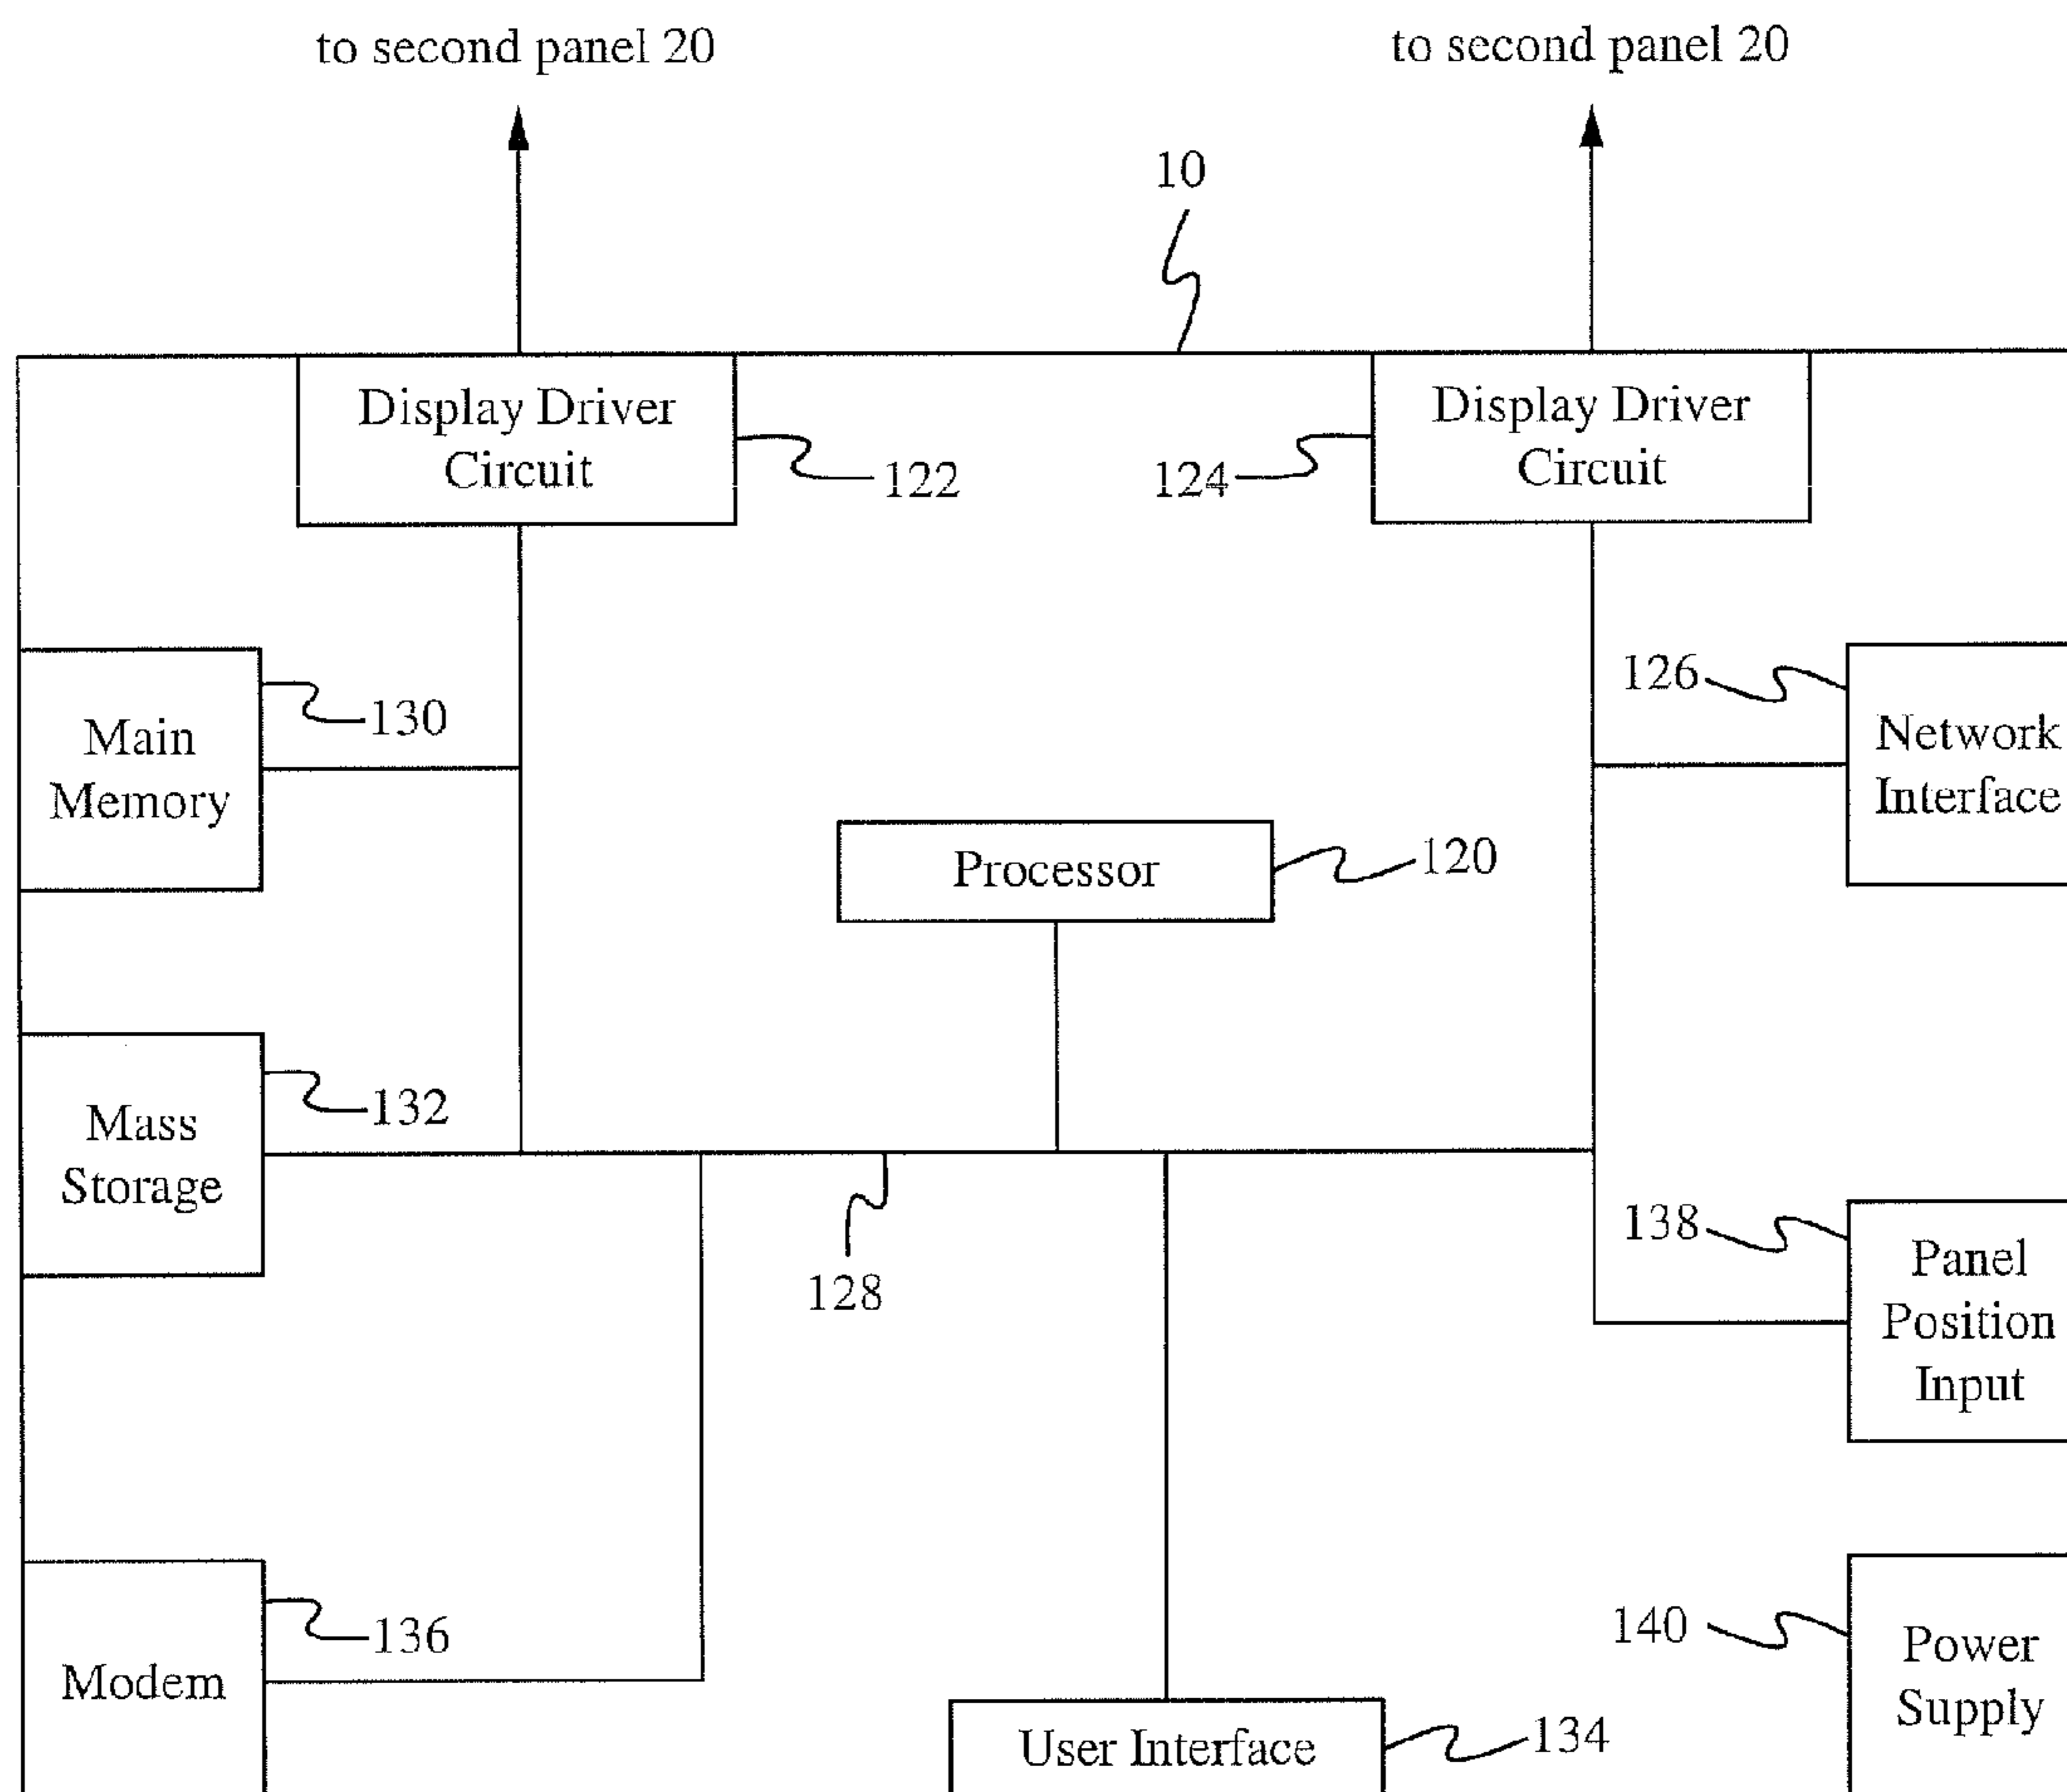 to second panel 20
to second panel 20
10
Display Driver
Circuit
122
124
Display Driver
Circuit
Main
Memory
130
126
Network
Interface
Processor
120
Mass
Storage
132
128
138
Panel
Position
Input
Modem
136
User Interface
134
140
Power
Supply